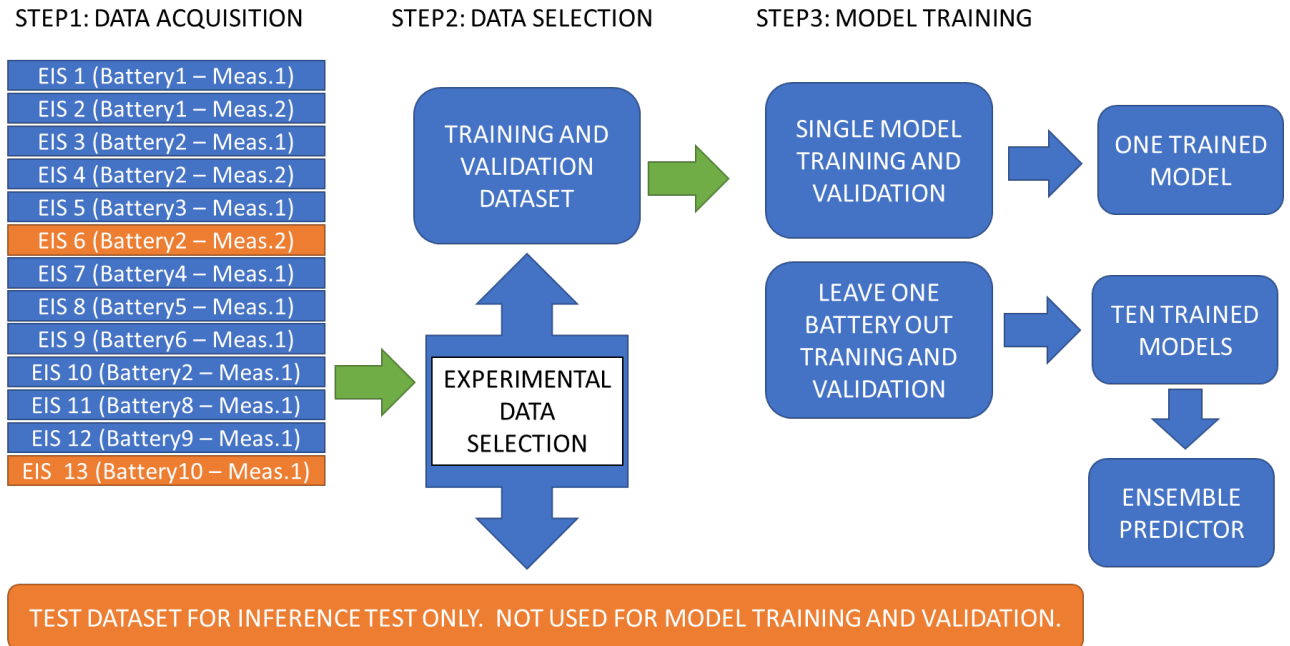 STEP1: DATA ACQUISITION
STEP2: DATA SELECTION
STEP3: MODEL TRAINING
EIS 1 (Battery1 – Meas.1)
EIS 2 (Battery1 – Meas.2)
EIS 3 (Battery2 – Meas.1)
EIS 4 (Battery2 – Meas.2)
EIS 5 (Battery3 – Meas.1)
EIS 6 (Battery2 – Meas.2)
EIS 7 (Battery4 – Meas.1)
EIS 8 (Battery5 – Meas.1)
EIS 9 (Battery6 – Meas.1)
EIS 10 (Battery2 – Meas.1)
EIS 11 (Battery8 – Meas.1)
EIS 12 (Battery9 – Meas.1)
EIS 13 (Battery10 – Meas.1)
TRAINING AND
VALIDATION
DATASET
EXPERIMENTAL
DATA
SELECTION
SINGLE MODEL
TRAINING AND
VALIDATION
ONE TRAINED
MODEL
LEAVE ONE
BATTERY OUT
TRANING AND
VALIDATION
TEN TRAINED
MODELS
ENSEMBLE
PREDICTOR
TEST DATASET FOR INFERENCE TEST ONLY. NOT USED FOR MODEL TRAINING AND VALIDATION.